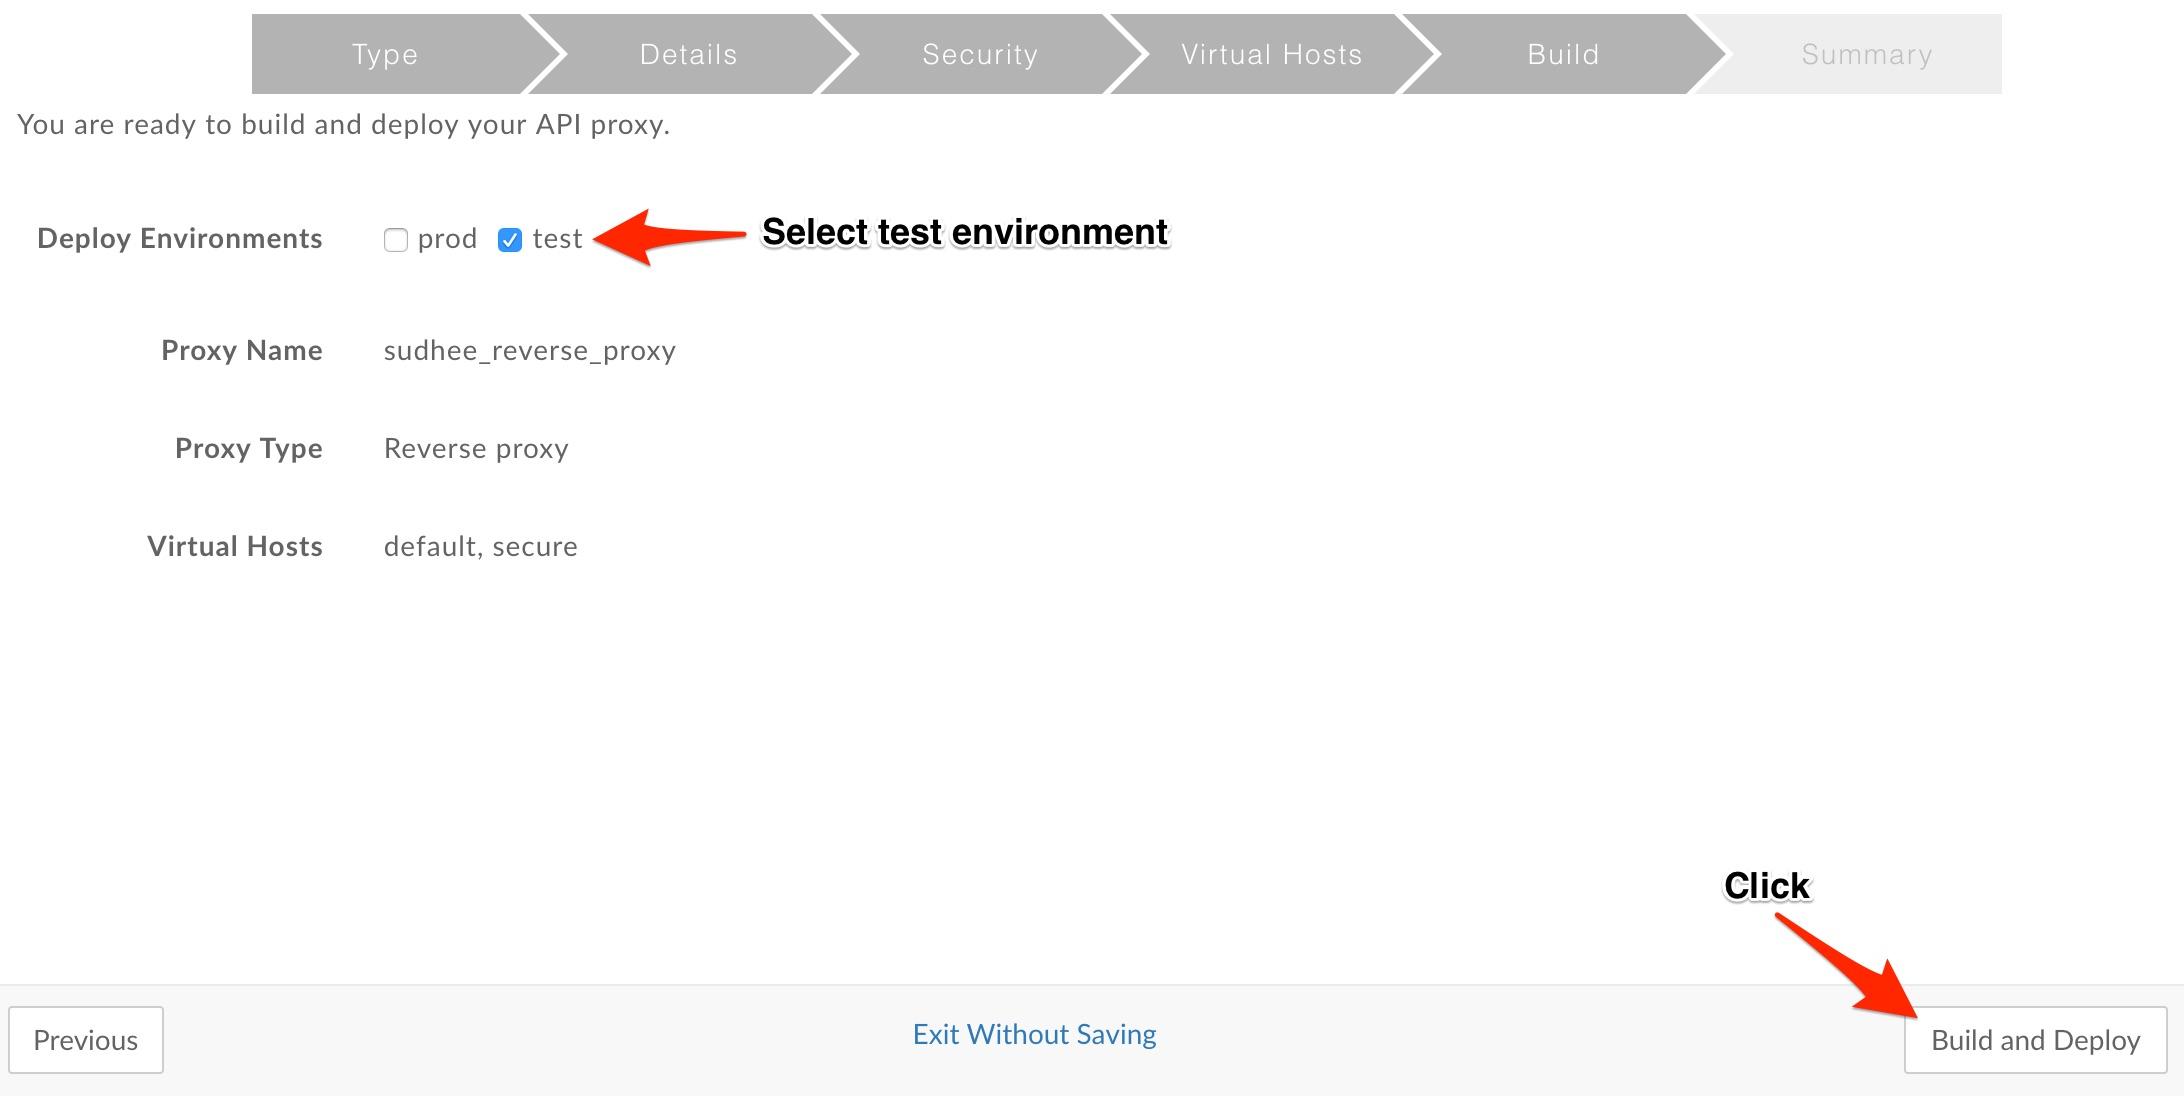 Type Details Security Virtual Hosts Build Summary
You are ready to build and deploy your API proxy.
Deploy Environments prod test Select test environment
Proxy Name sudhee_reverse_proxy
Proxy Type Reverse proxy
Virtual Hosts default, secure
Click
Previous Exit Without Saving Build and Deploy